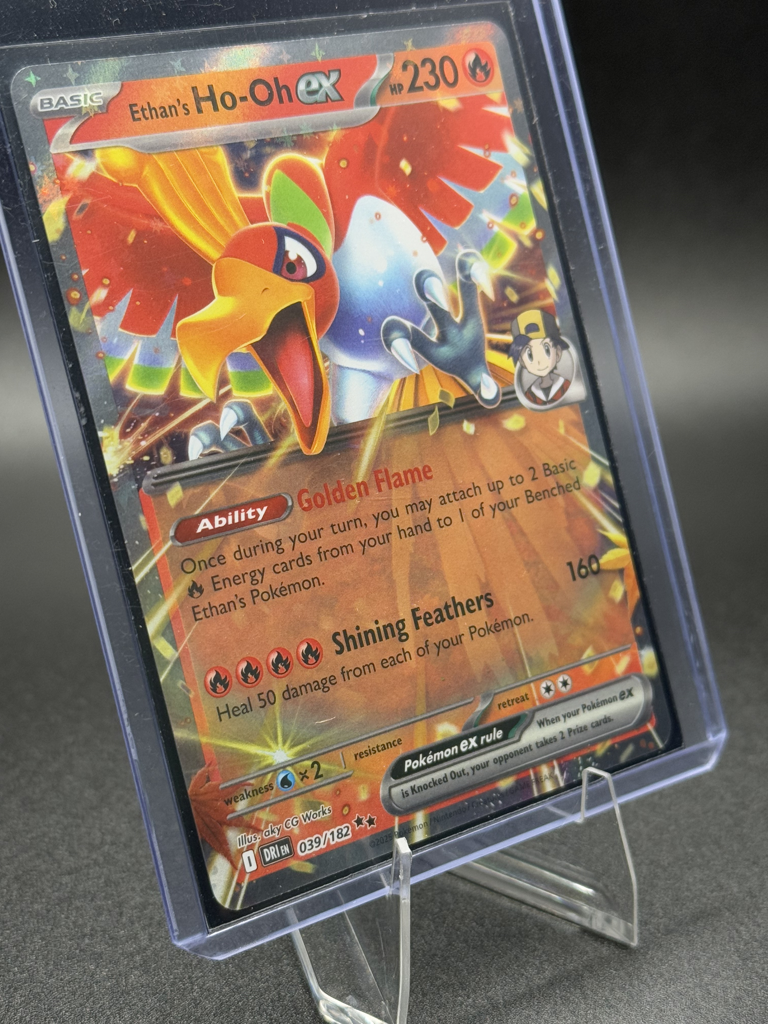 BASIC
Ethan's Ho-Oh ex HP 230
Ability Golden Flame
Once during your turn, you may attach up to 2 Basic
Energy cards from your hand to 1 of your Benched
Ethan's Pokémon.
Shining Feathers 160
Heal 50 damage from each of your Pokémon.
weakness ×2 resistance retreat
Pokémon ex rule When your Pokémon ex
is Knocked Out, your opponent takes 2 Prize cards.
Illus. aky CG Works
I DRI EN 039/182 ★★
Pokémon / Nintendo